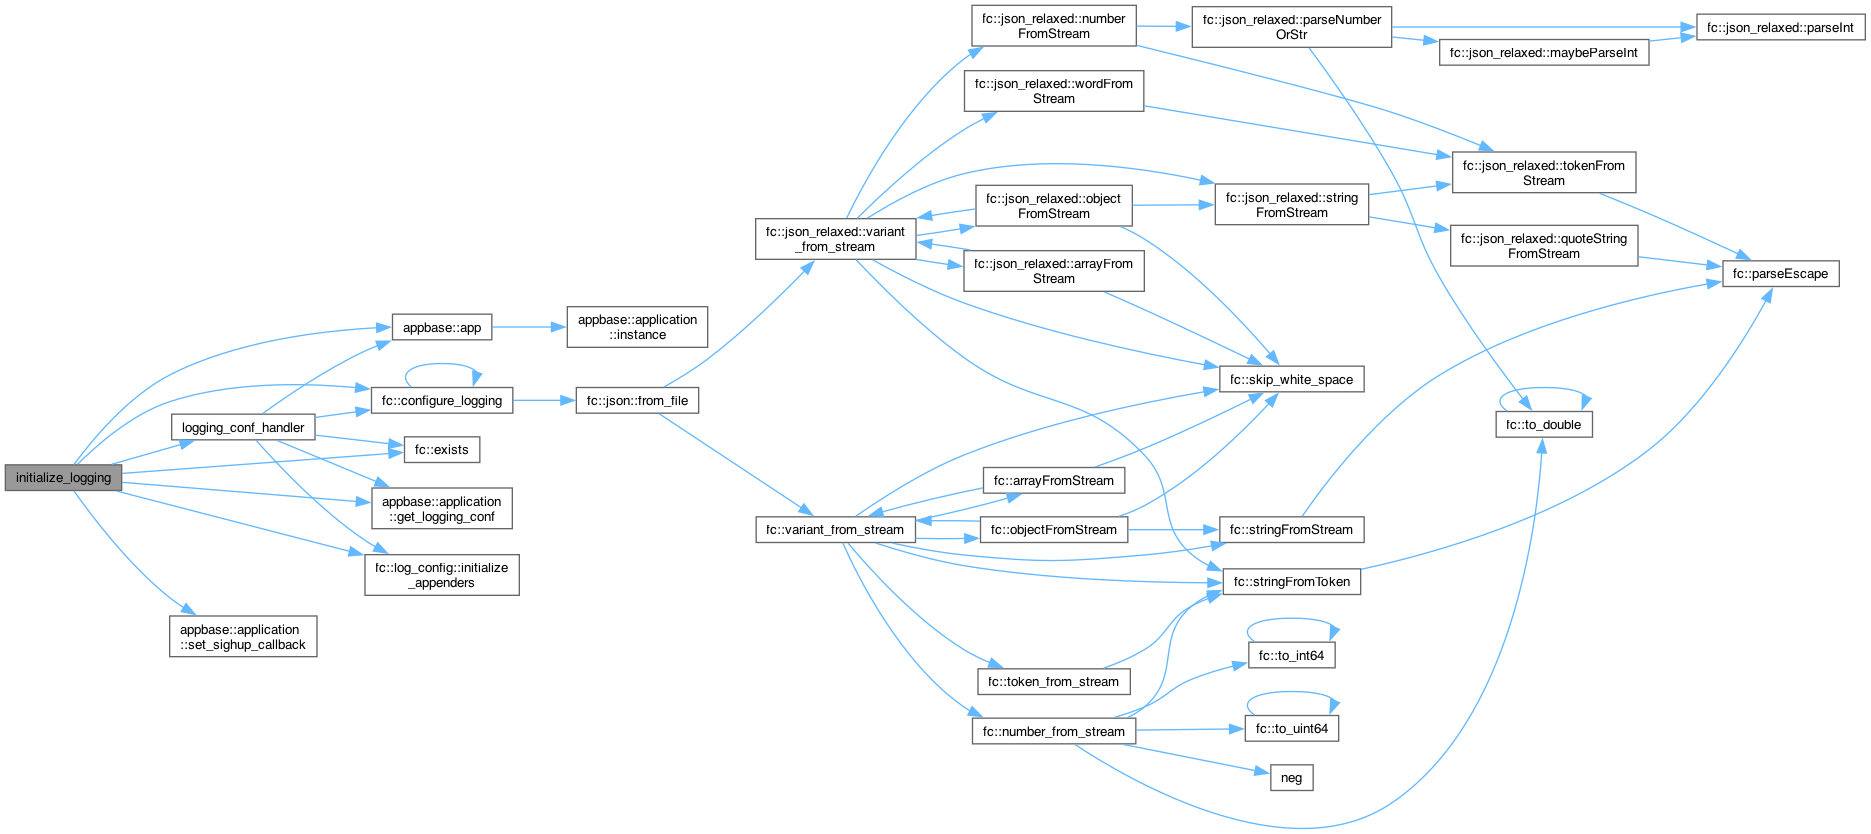 initialize_logging
logging_conf_handler
appbase::application
::set_sighup_callback
appbase::app
fc::configure_logging
fc::exists
appbase::application
::get_logging_conf
fc::log_config::initialize
_appenders
appbase::application
::instance
fc::json::from_file
fc::json_relaxed::variant
_from_stream
fc::variant_from_stream
fc::json_relaxed::number
FromStream
fc::json_relaxed::wordFrom
Stream
fc::json_relaxed::object
FromStream
fc::json_relaxed::arrayFrom
Stream
fc::arrayFromStream
fc::objectFromStream
fc::token_from_stream
fc::number_from_stream
fc::json_relaxed::parseNumber
OrStr
fc::json_relaxed::string
FromStream
fc::skip_white_space
fc::stringFromStream
fc::stringFromToken
fc::to_int64
fc::to_uint64
neg
fc::json_relaxed::maybeParseInt
fc::json_relaxed::tokenFrom
Stream
fc::json_relaxed::quoteString
FromStream
fc::to_double
fc::json_relaxed::parseInt
fc::parseEscape